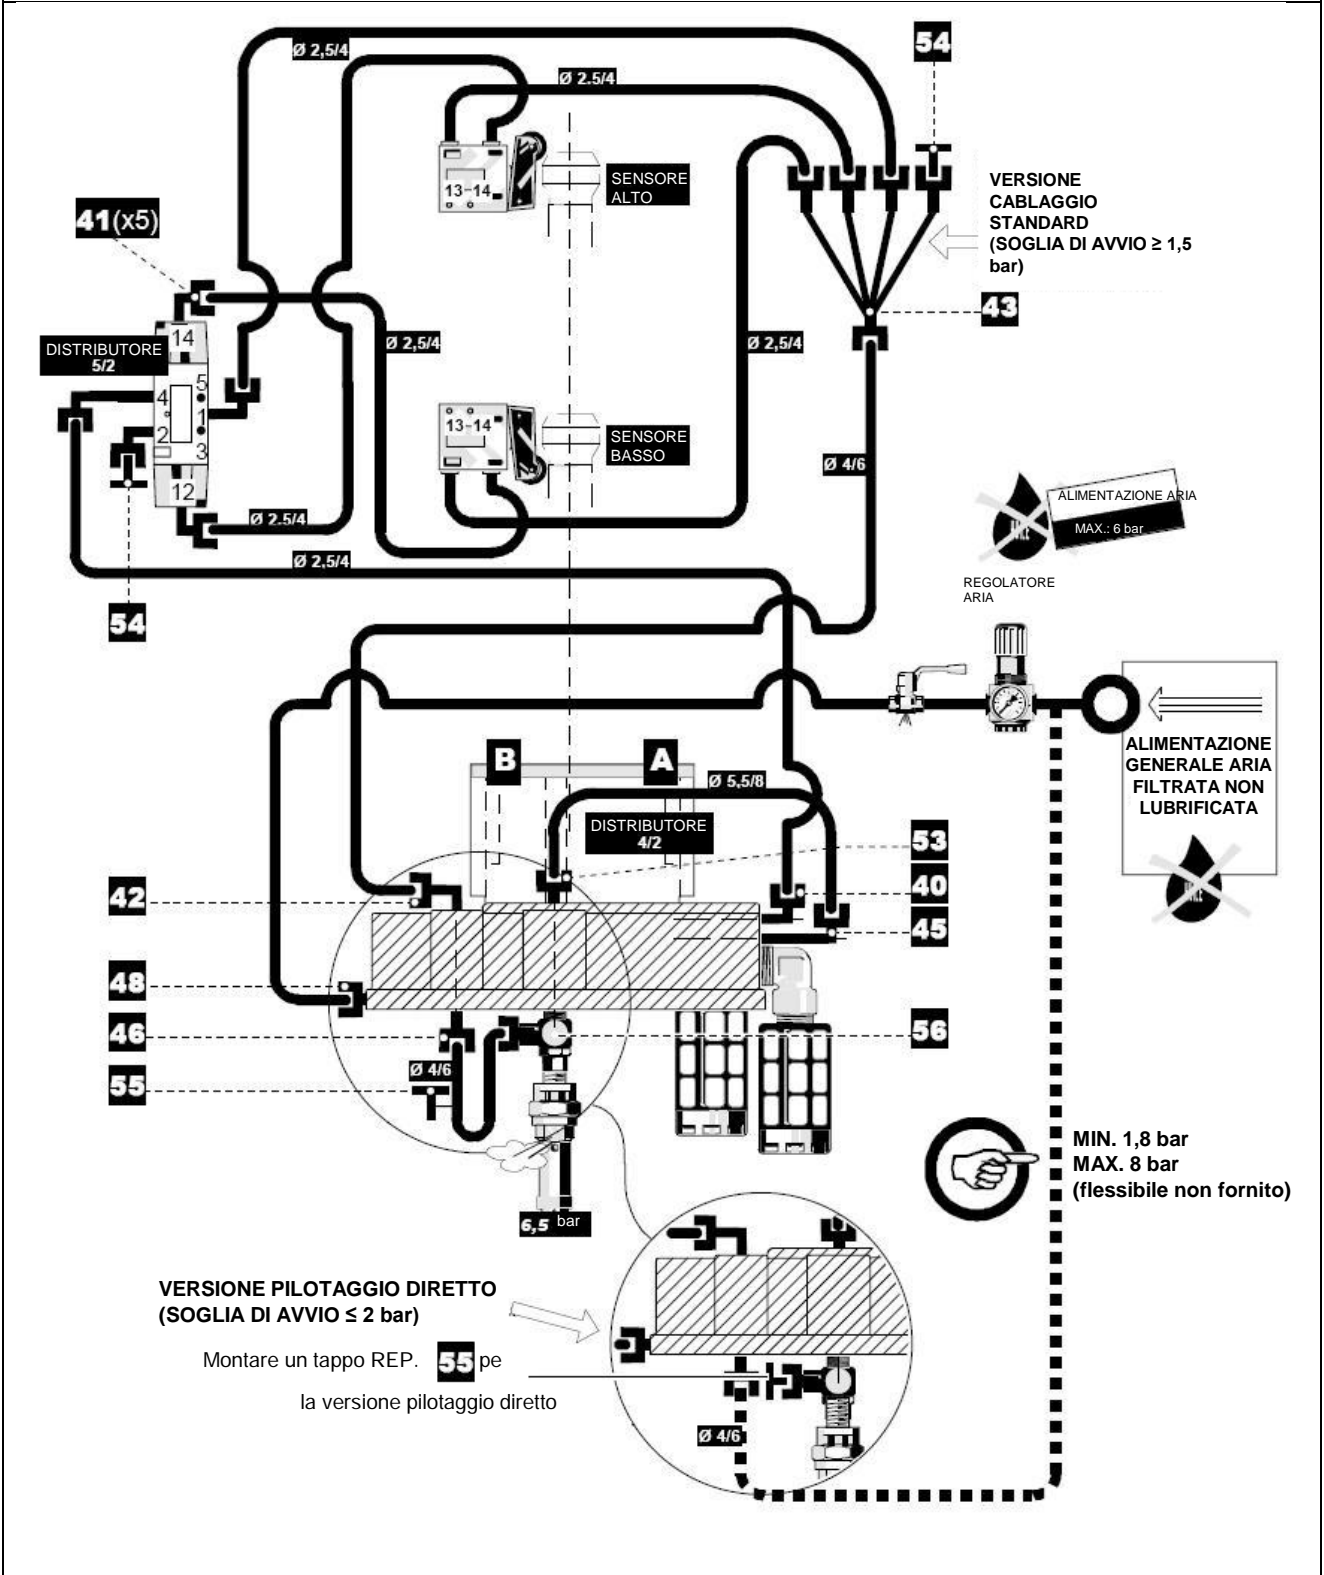 Ø 2,5/4
54
Ø 2.5/4
SENSORE
ALTO
13-14
VERSIONE
CABLAGGIO
STANDARD
(SOGLIA DI AVVIO ≥ 1,5
bar)
41(x5)
43
14
DISTRIBUTORE
5/2
Ø 2,5/4
Ø 2,5/4
5
4
1
2
3
12
13-14
SENSORE
BASSO
Ø 4/6
ALIMENTAZIONE ARIA
MAX.: 6 bar
Ø 2.5/4
Ø 2,5/4
REGOLATORE
ARIA
54
B
A
Ø 5,5/8
ALIMENTAZIONE
GENERALE ARIA
FILTRATA NON
LUBRIFICATA
DISTRIBUTORE
4/2
53
40
42
45
48
46
56
Ø 4/6
55
MIN. 1,8 bar
MAX. 8 bar
(flessibile non fornito)
6,5 bar
VERSIONE PILOTAGGIO DIRETTO
(SOGLIA DI AVVIO ≤ 2 bar)
Montare un tappo REP. 55 pe
la versione pilotaggio diretto
Ø 4/6